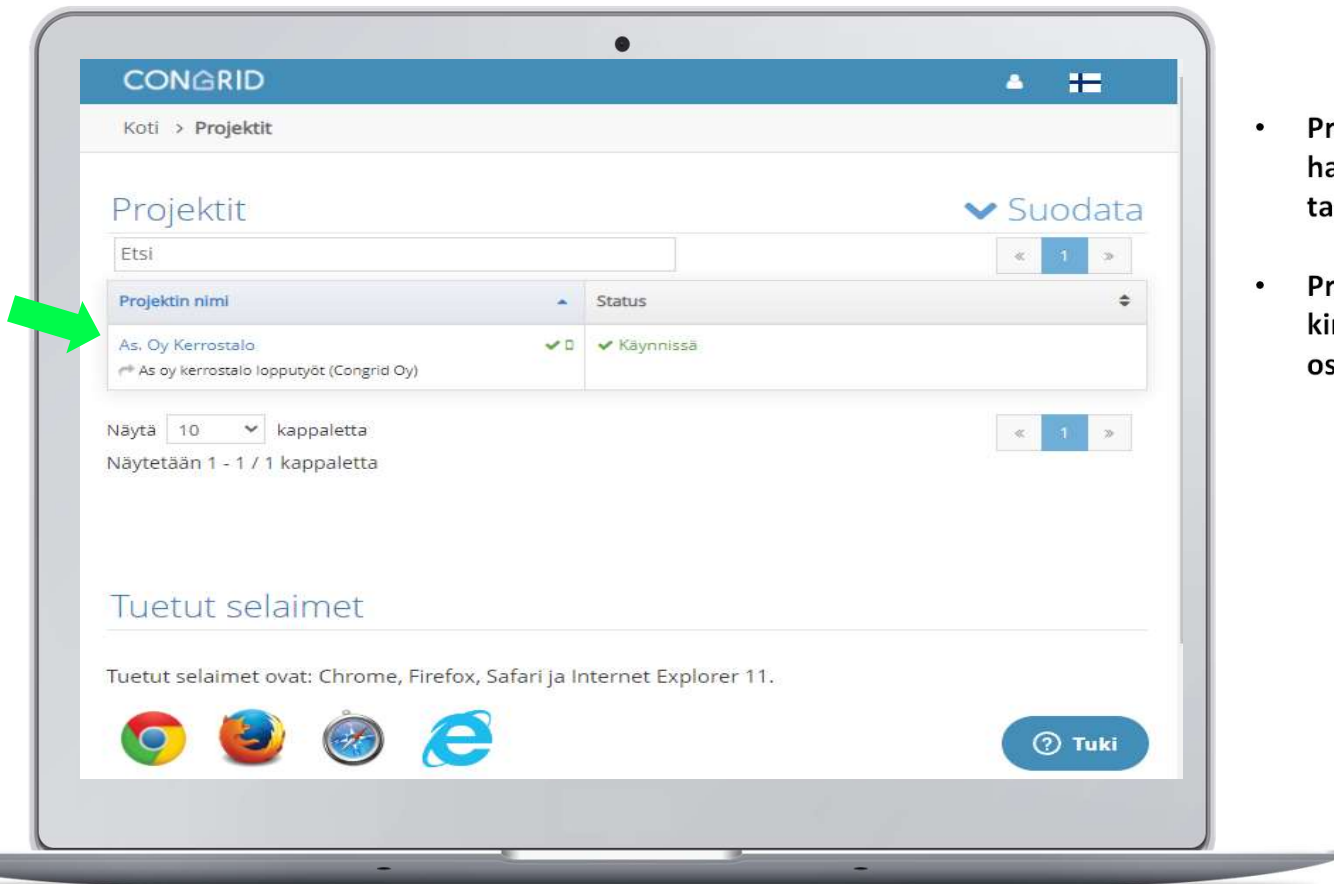 CONGRID
Koti > Projektit
Projektit
Suodata
Etsi
« 1 »
Projektin nimi
Status
As. Oy Kerrostalo
Käynnissä
As oy kerrostalo lopputyöt (Congrid Oy)
Näytä 10 kappaletta
« 1 »
Näytetään 1 - 1 / 1 kappaletta
Tuetut selaimet
Tuetut selaimet ovat: Chrome, Firefox, Safari ja Internet Explorer 11.
? Tuki